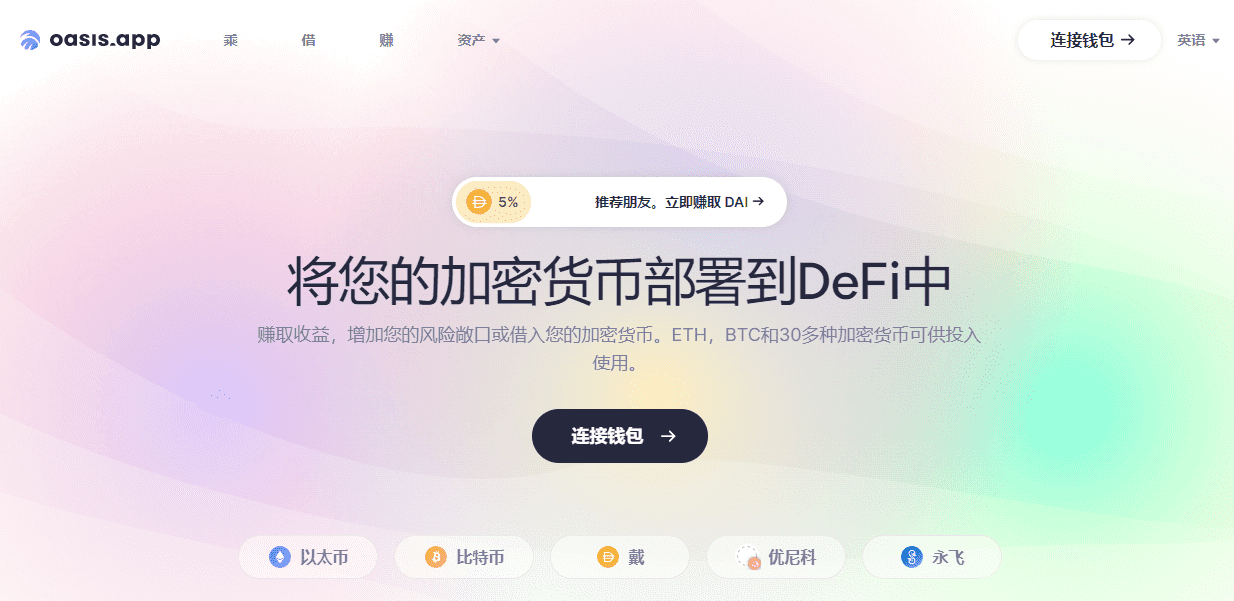 oasis.app 乘 借 赚 资产 连接钱包 → 英语
5% 推荐朋友。立即赚取 DAI →
将您的加密货币部署到DeFi中
赚取收益，增加您的风险敞口或借入您的加密货币。ETH，BTC和30多种加密货币可供投入
使用。
连接钱包 →
以太币 比特币 戴 优尼科 永飞